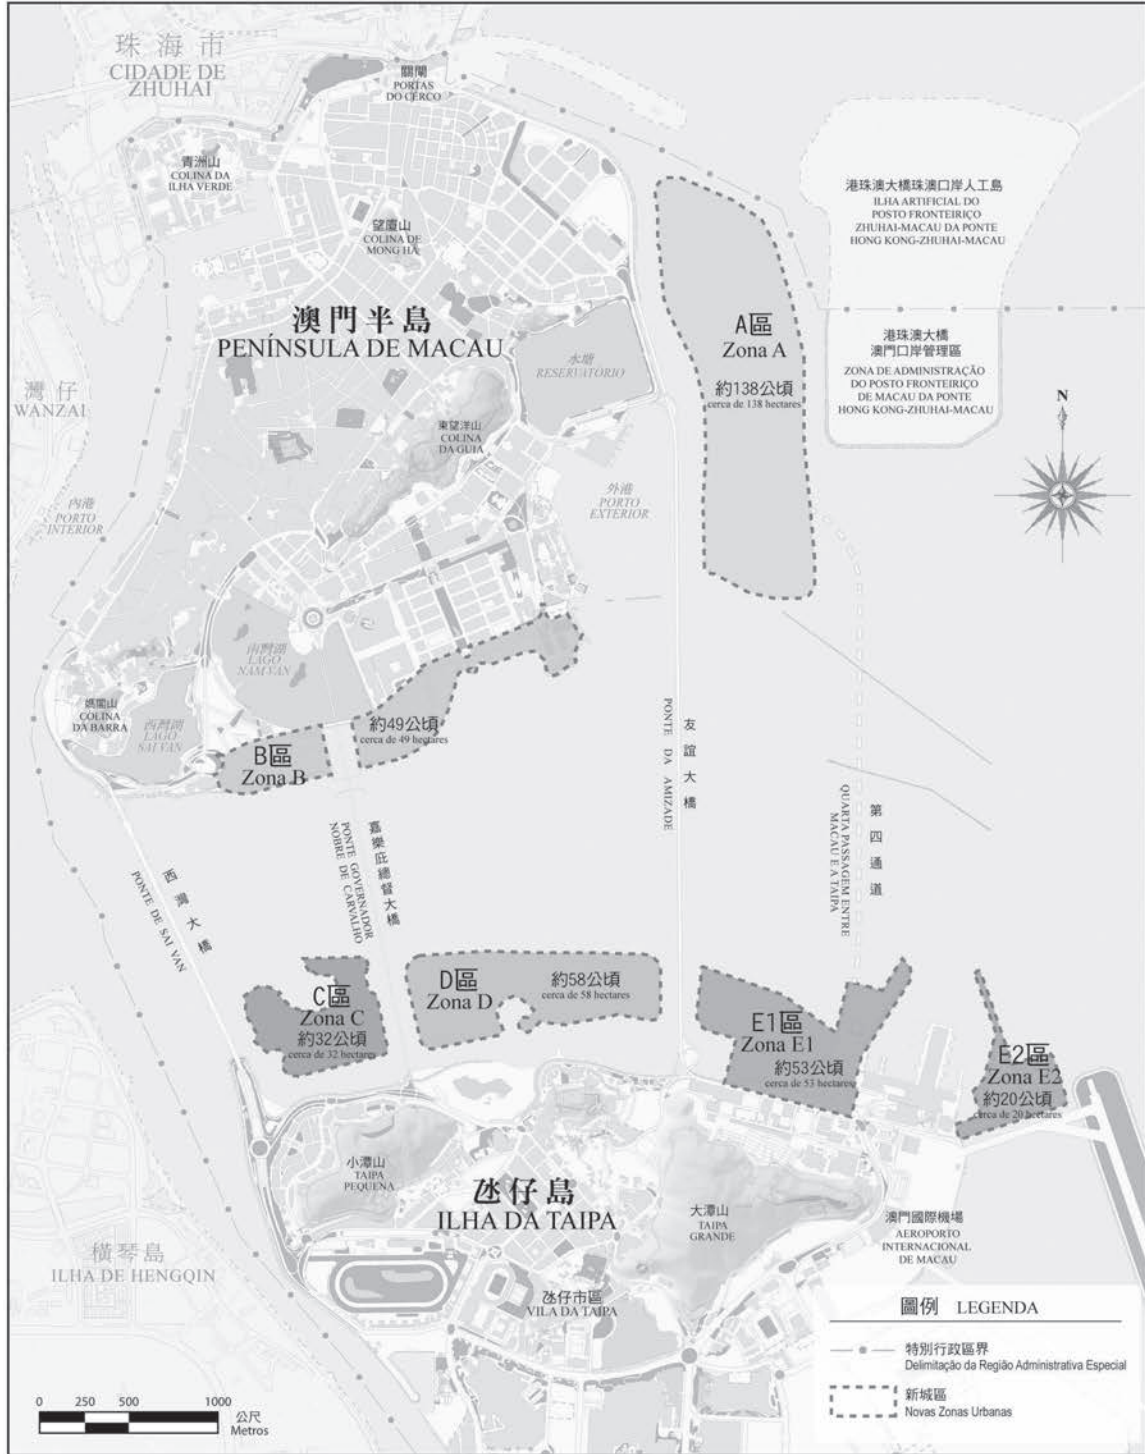 珠海市
CIDADE DE
ZHUHAI
關閘
PORTAS
DO CERCO
青洲山
COLINA DA
ILHA VERDE
望廈山
COLINA DE
MONG HÁ
澳門半島
PENÍNSULA DE MACAU
水塘
RESERVATÓRIO
灣仔
WANZAI
東望洋山
COLINA
DA GUIA
內港
PORTO
INTERIOR
外港
PORTO
EXTERIOR
A區
Zona A
約138公頃
cerca de 138 hectares
港珠澳大橋珠澳口岸人工島
ILHA ARTIFICIAL DO
POSTO FRONTEIRIÇO
ZHUHAI-MACAU DA PONTE
HONG KONG-ZHUHAI-MACAU
港珠澳大橋
澳門口岸管理區
ZONA DE ADMINISTRAÇÃO
DO POSTO FRONTEIRIÇO
DE MACAU DA PONTE
HONG KONG-ZHUHAI-MACAU
N
南灣湖
LAGO
NAM VAN
媽閣山
COLINA
DA BARRA
西灣湖
LAGO
SAI VAN
B區
Zona B
約49公頃
cerca de 49 hectares
西灣大橋
PONTE DE SAI VAN
嘉樂庇總督大橋
PONTE GOVERNADOR
NOBRE DE CARVALHO
友誼大橋
PONTE DA AMIZADE
第四通道
QUARTA PASSAGEM ENTRE
MACAU E A TAIPA
C區
Zona C
約32公頃
cerca de 32 hectares
D區
Zona D
約58公頃
cerca de 58 hectares
E1區
Zona E1
約53公頃
cerca de 53 hectares
E2區
Zona E2
約20公頃
cerca de 20 hectares
小潭山
TAIPA
PEQUENA
氹仔島
ILHA DA TAIPA
大潭山
TAIPA
GRANDE
澳門國際機場
AEROPORTO
INTERNACIONAL
DE MACAU
橫琴島
ILHA DE HENGQIN
氹仔市區
VILA DA TAIPA
圖例 LEGENDA
特別行政區界
Delimitação da Região Administrativa Especial
新城區
Novas Zonas Urbanas
0 250 500 1000
公尺
Metros